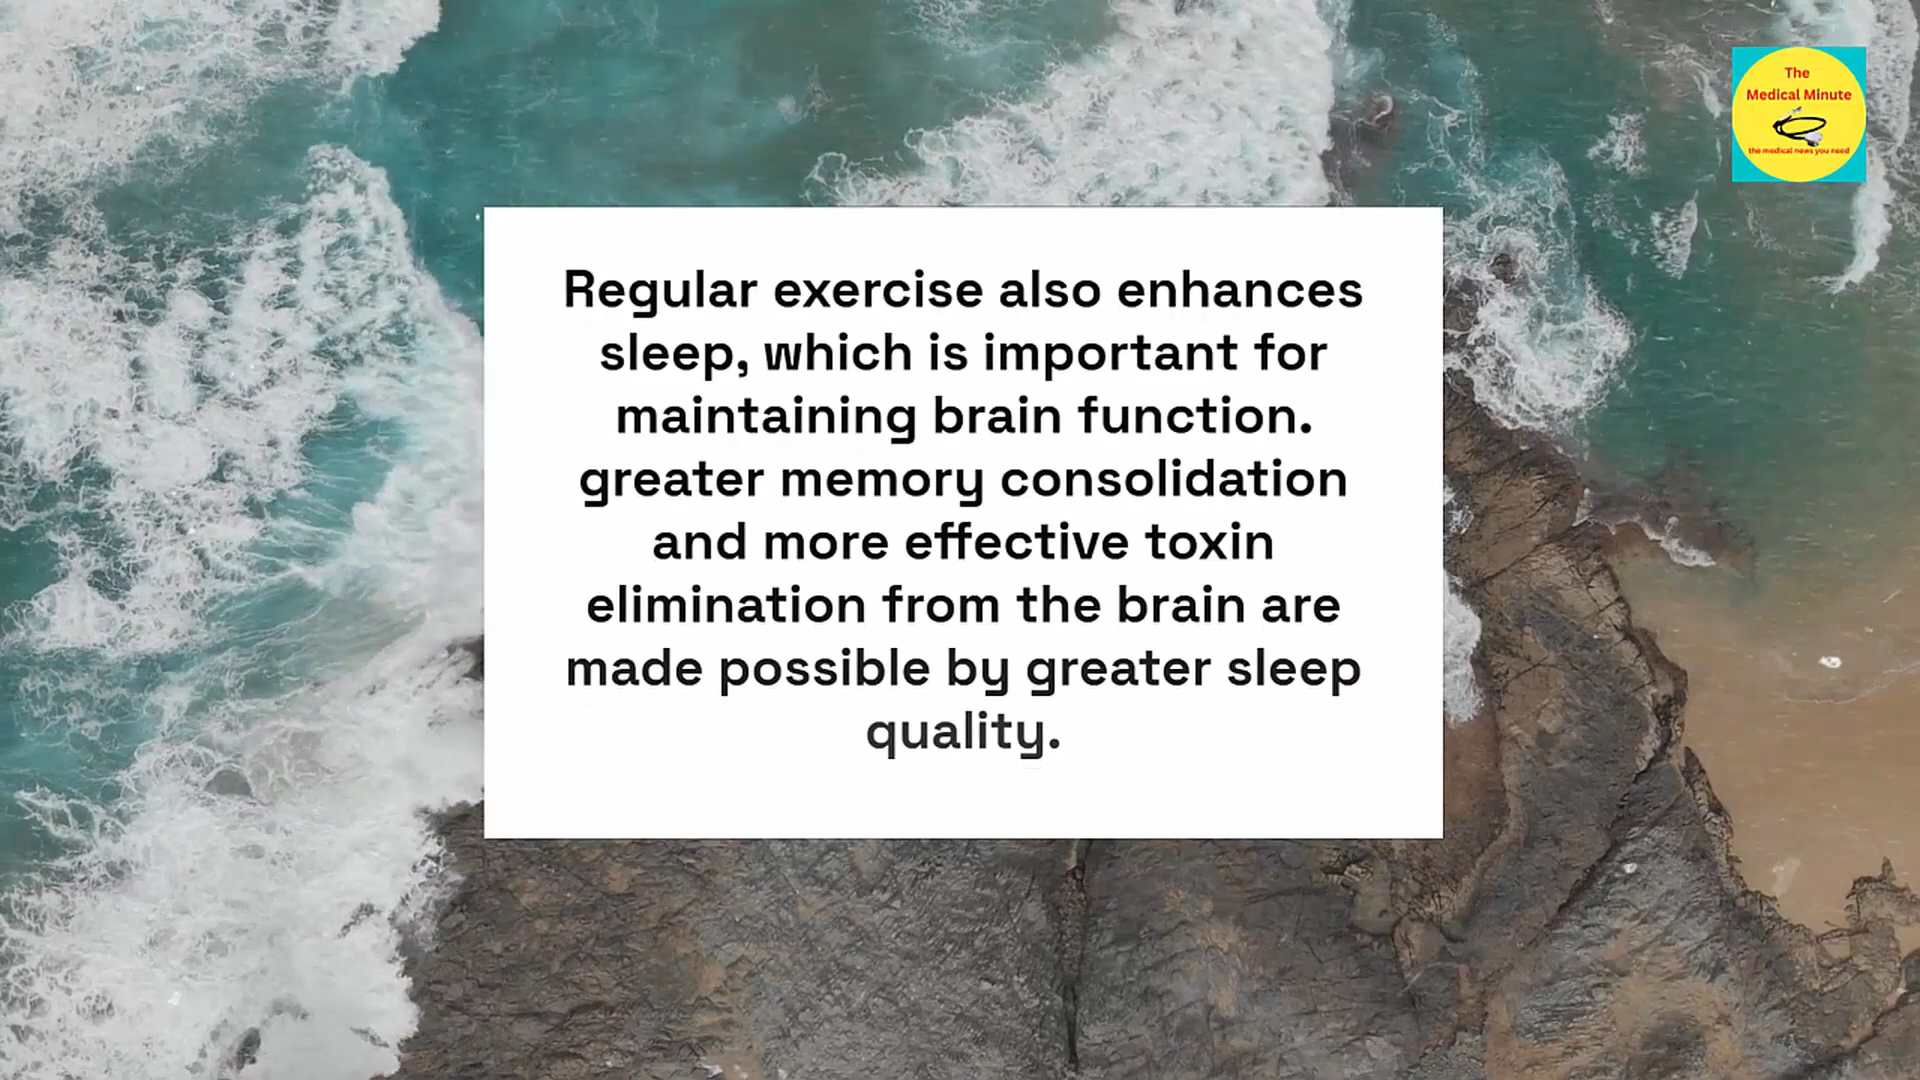 The
Medical Minute
the medical news you need
Regular exercise also enhances
sleep, which is important for
maintaining brain function.
greater memory consolidation
and more effective toxin
elimination from the brain are
made possible by greater sleep
quality.